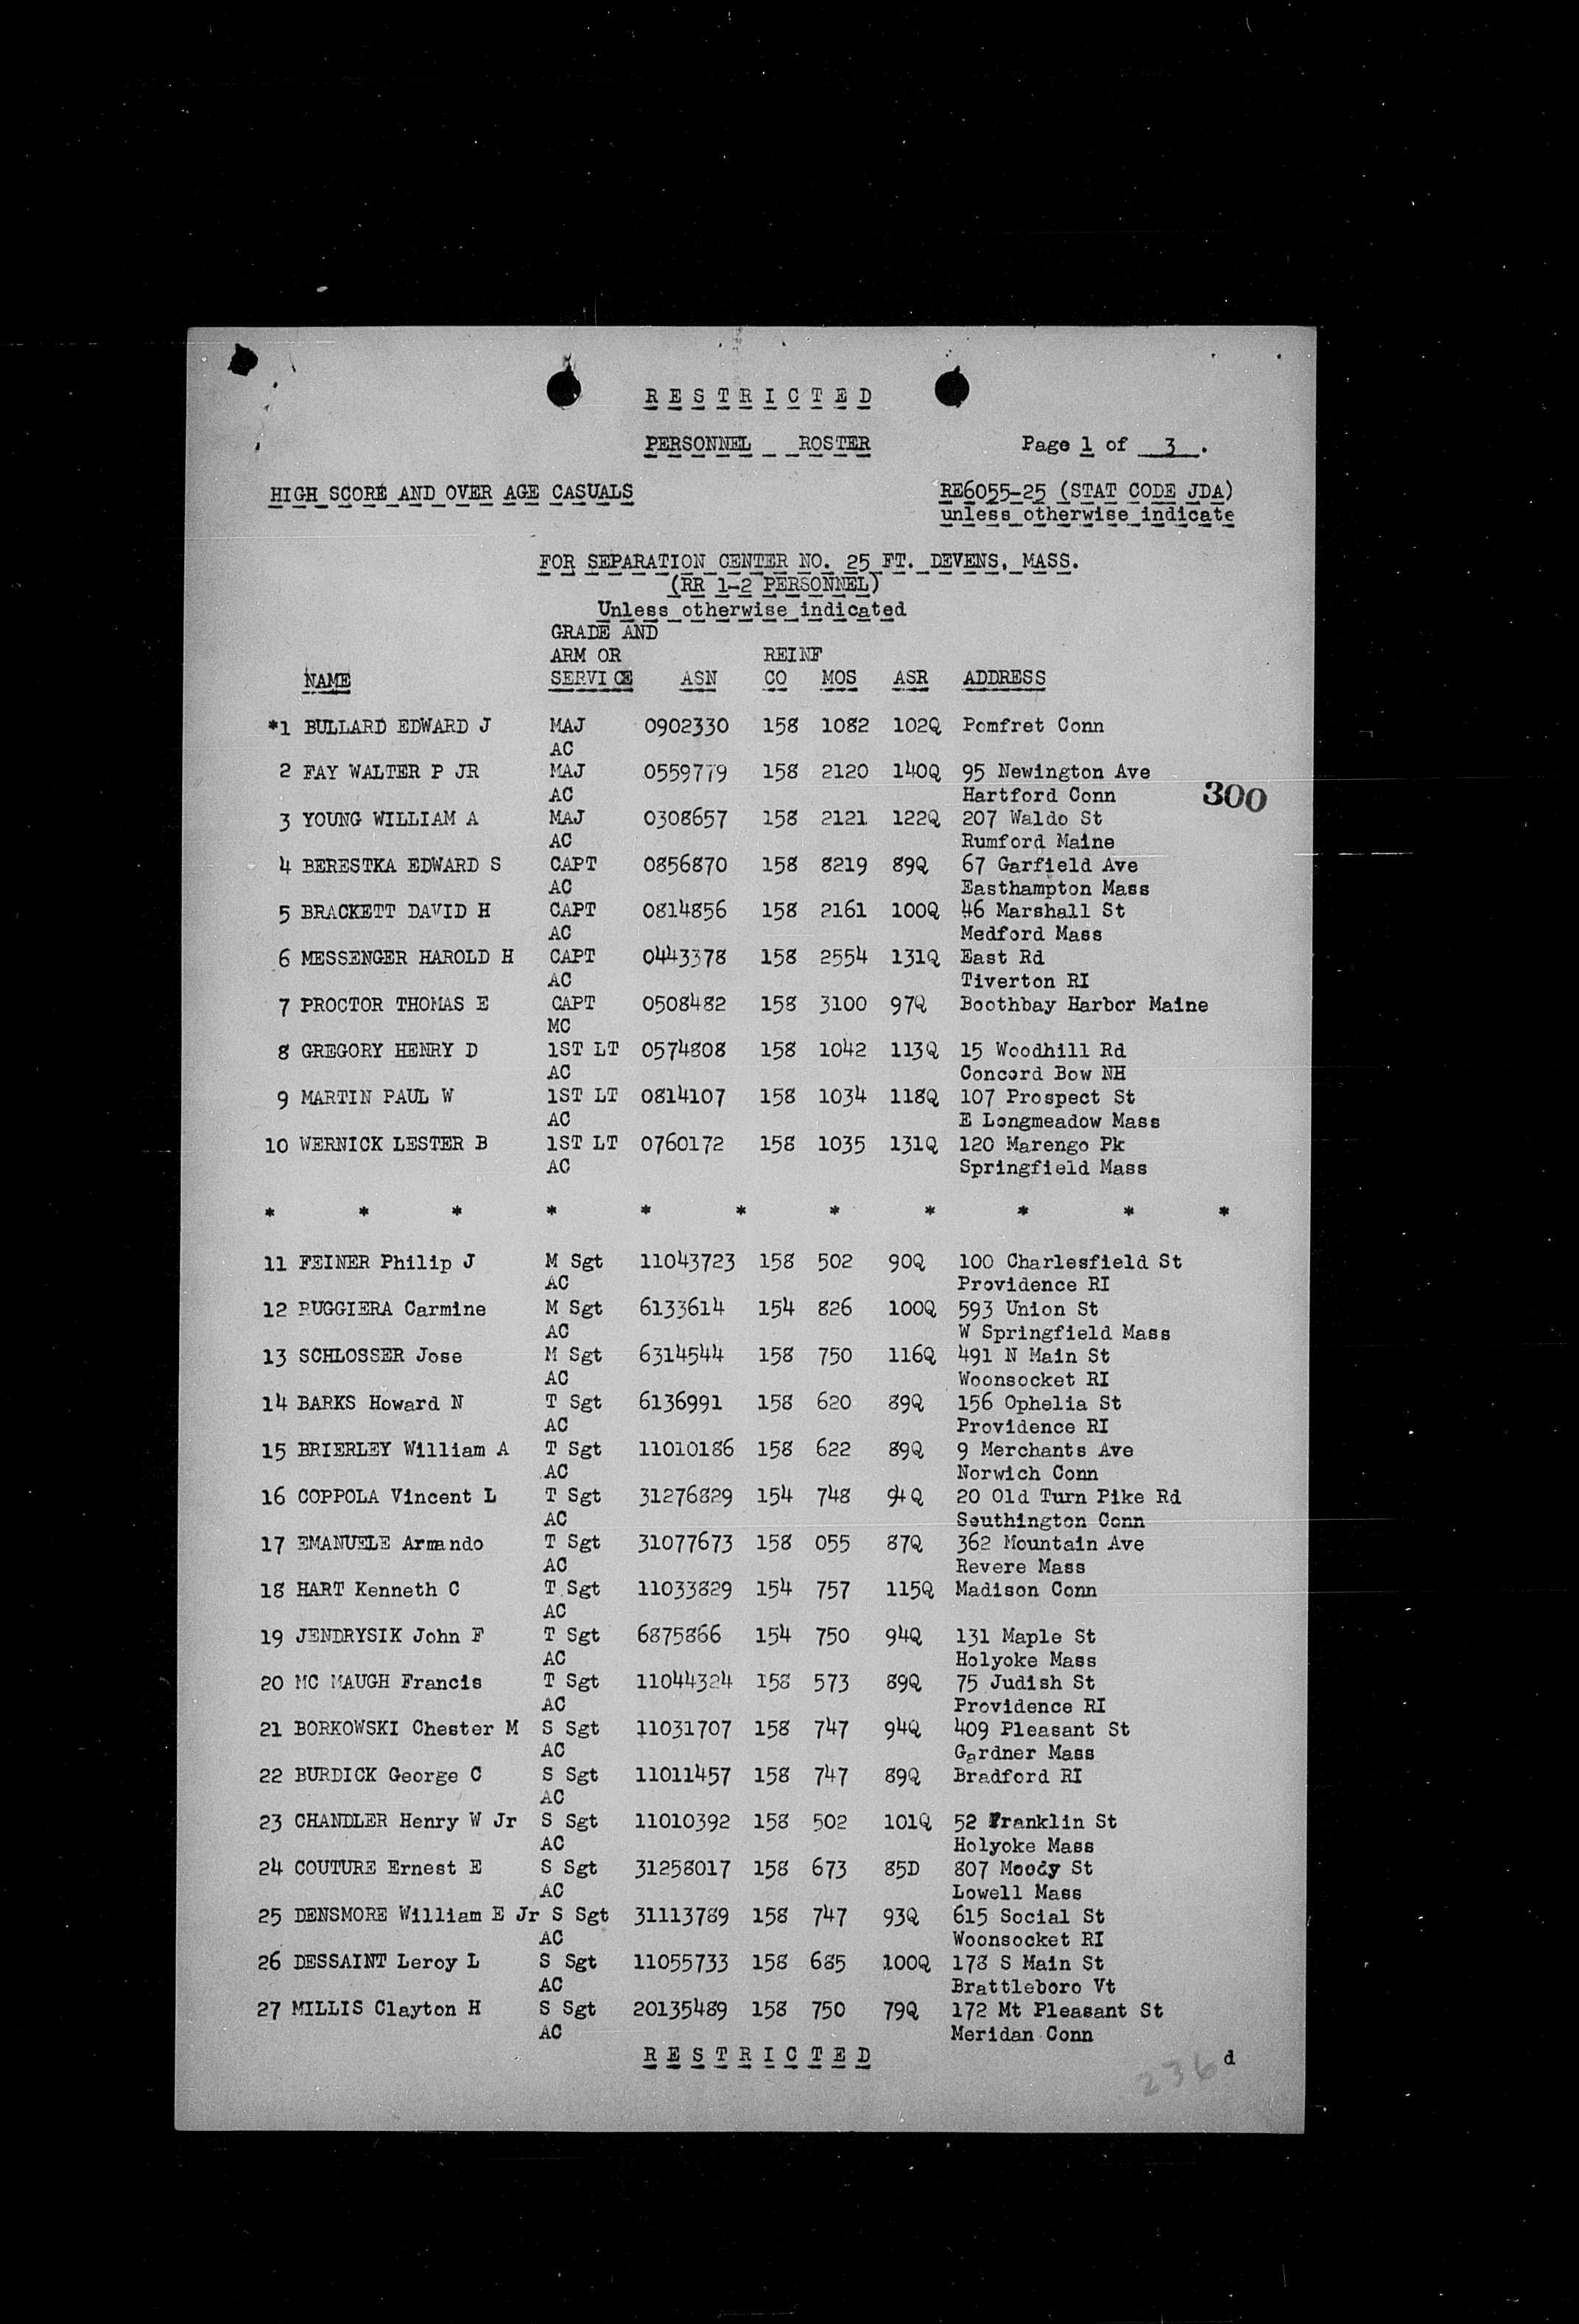 RESTRICTED
PERSONNEL ROSTER Page 1 of 3.
HIGH SCORE AND OVER AGE CASUALS RE6055-25 (STAT CODE JDA)
unless otherwise indicate
FOR SEPARATION CENTER NO. 25 FT. DEVENS, MASS.
(RR 1-2 PERSONNEL)
Unless otherwise indicated
GRADE AND
ARM OR REINF
NAME SERVICE ASN CO MOS ASR ADDRESS
*1 BULLARD EDWARD J MAJ 0902330 158 1082 102Q Pomfret Conn
AC
2 FAY WALTER P JR MAJ 0559779 158 2120 140Q 95 Newington Ave
AC Hartford Conn 300
3 YOUNG WILLIAM A MAJ 0308657 158 2121 122Q 207 Waldo St
AC Rumford Maine
4 BERESTKA EDWARD S CAPT 0856870 158 8219 89Q 67 Garfield Ave
AC Easthampton Mass
5 BRACKETT DAVID H CAPT 0814856 158 2161 100Q 46 Marshall St
AC Medford Mass
6 MESSENGER HAROLD H CAPT 0443378 158 2554 131Q East Rd
AC Tiverton RI
7 PROCTOR THOMAS E CAPT 0508482 158 3100 97Q Boothbay Harbor Maine
MC
8 GREGORY HENRY D 1ST LT 0574808 158 1042 113Q 15 Woodhill Rd
AC Concord Bow NH
9 MARTIN PAUL W 1ST LT 0814107 158 1034 118Q 107 Prospect St
AC E Longmeadow Mass
10 WERNICK LESTER B 1ST LT 0760172 158 1035 131Q 120 Marengo Pk
AC Springfield Mass
* * * * * * * * * * *
11 FEINER Philip J M Sgt 11043723 158 502 90Q 100 Charlesfield St
AC Providence RI
12 RUGGIERA Carmine M Sgt 6133614 154 826 100Q 593 Union St
AC W Springfield Mass
13 SCHLOSSER Jose M Sgt 6314544 158 750 116Q 491 N Main St
AC Woonsocket RI
14 BARKS Howard N T Sgt 6136991 158 620 89Q 156 Ophelia St
AC Providence RI
15 BRIERLEY William A T Sgt 11010186 158 622 89Q 9 Merchants Ave
AC Norwich Conn
16 COPPOLA Vincent L T Sgt 31276829 154 748 94Q 20 Old Turn Pike Rd
AC Southington Conn
17 EMANUELE Armando T Sgt 31077673 158 055 87Q 362 Mountain Ave
AC Revere Mass
18 HART Kenneth C T Sgt 11033829 154 757 115Q Madison Conn
AC
19 JENDRYSIK John F T Sgt 6875866 154 750 94Q 131 Maple St
AC Holyoke Mass
20 MC MAUGH Francis T Sgt 11044324 158 573 89Q 75 Judish St
AC Providence RI
21 BORKOWSKI Chester M S Sgt 11031707 158 747 94Q 409 Pleasant St
AC Gardner Mass
22 BURDICK George C S Sgt 11011457 158 747 89Q Bradford RI
AC
23 CHANDLER Henry W Jr S Sgt 11010392 158 502 101Q 52 Franklin St
AC Holyoke Mass
24 COUTURE Ernest E S Sgt 31258017 158 673 85D 807 Moody St
AC Lowell Mass
25 DENSMORE William E Jr S Sgt 31113789 158 747 93Q 615 Social St
AC Woonsocket RI
26 DESSAINT Leroy L S Sgt 11055733 158 685 100Q 178 S Main St
AC Brattleboro Vt
27 MILLIS Clayton H S Sgt 20135489 158 750 79Q 172 Mt Pleasant St
AC Meridan Conn
RESTRICTED d
236